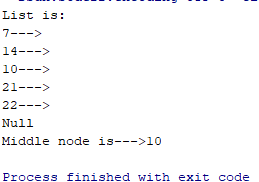 List is:
7--->
14--->
10--->
21--->
22--->
Null
Middle node is--->10
Process finished with exit code